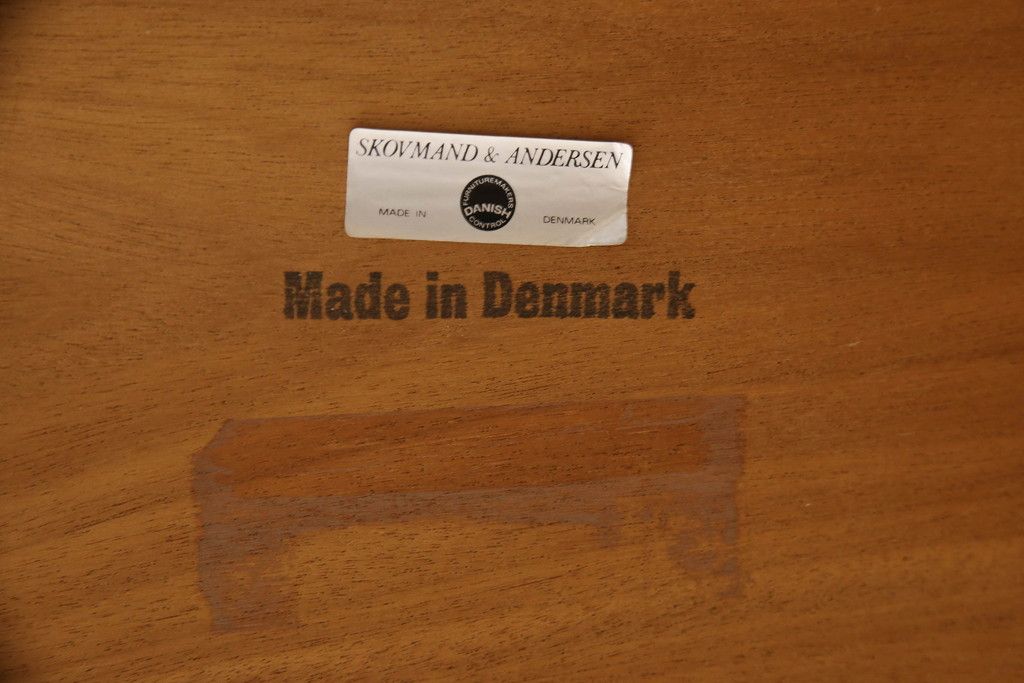 SKOVMAND & ANDERSEN
MADE IN
FURNITUREMAKERS
DANISH
CONTROL
DENMARK
Made in Denmark